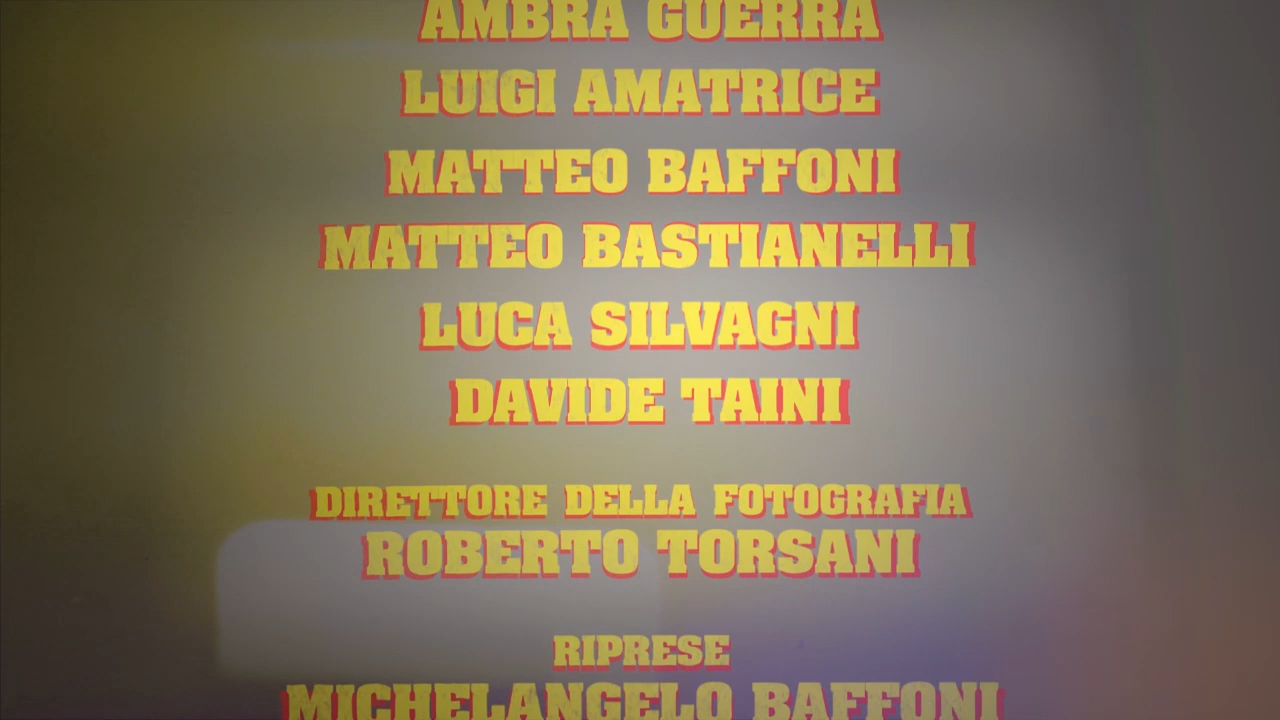 AMBRA GUERRA
LUIGI AMATRICE
MATTEO BAFFONI
MATTEO BASTIANELLI
LUCA SILVAGNI
DAVIDE TAINI
DIRETTORE DELLA FOTOGRAFIA
ROBERTO TORSANI
RIPRESE
MICHELANGELO BAFFONI